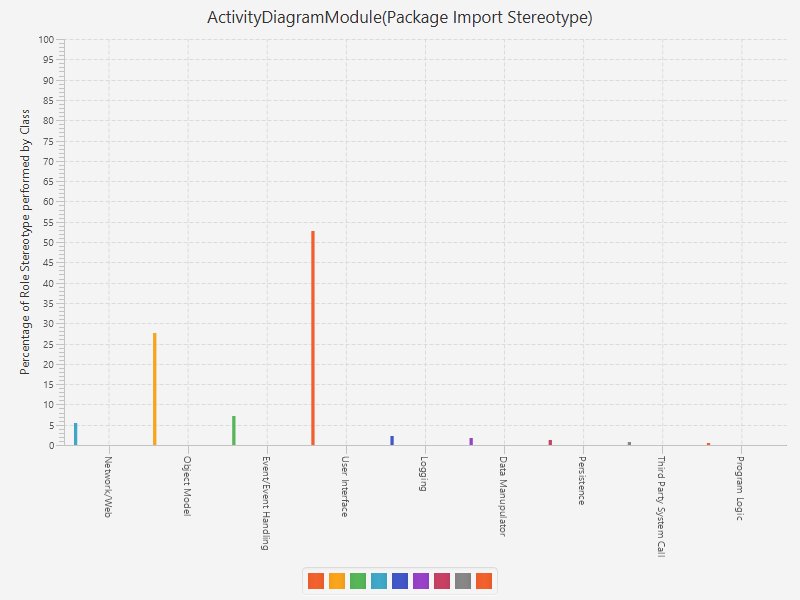 ActivityDiagramModule(Package Import Stereotype)
Percentage of Role Stereotype performed by Class
100
95
90
85
80
75
70
65
60
55
50
45
40
35
30
25
20
15
10
5
0
Network/Web
Object Model
Event/Event Handling
User Interface
Logging
Data Manupulator
Persistence
Third Party System Call
Program Logic